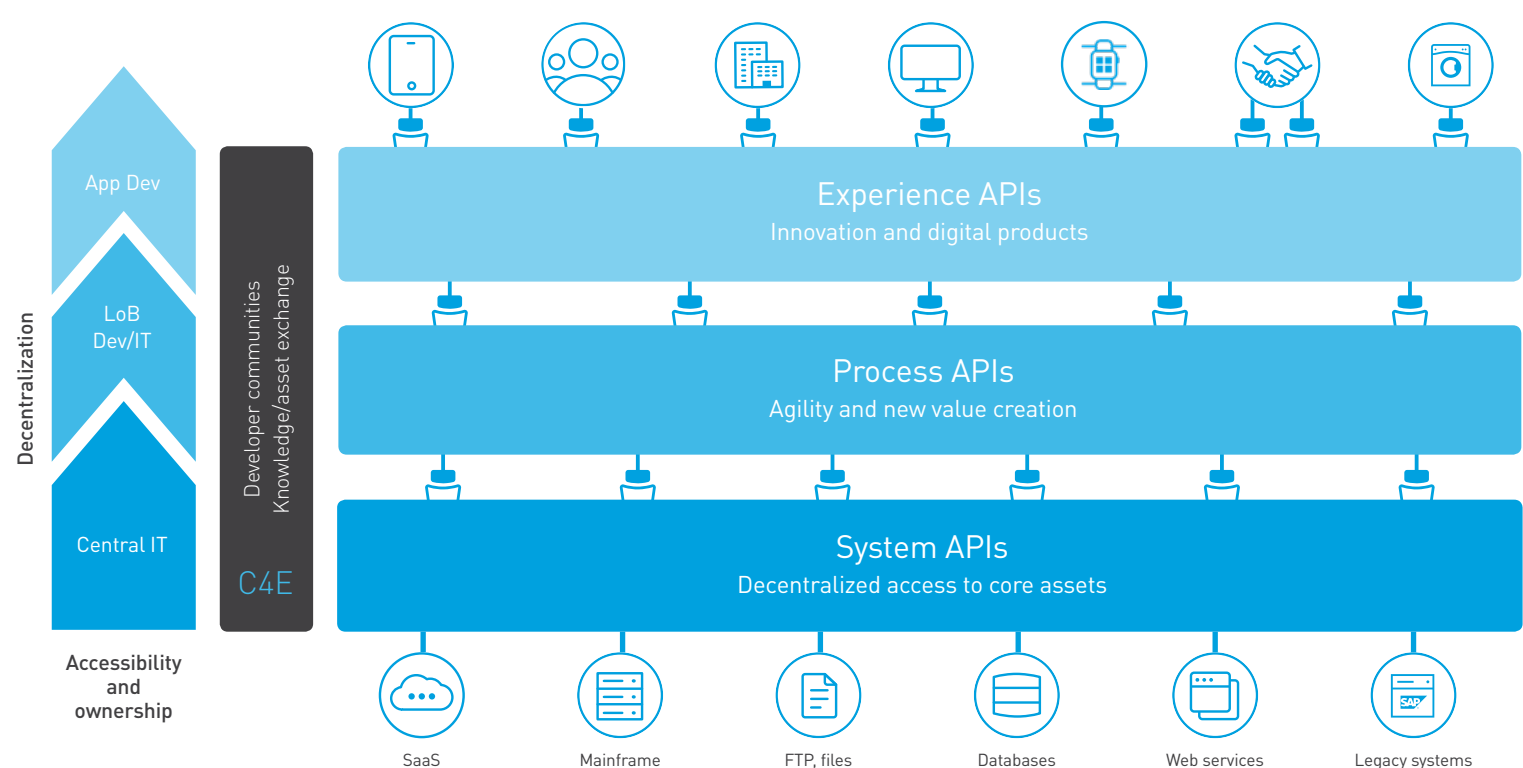 App Dev
LoB
Dev/IT
Central IT
Decentralization
Accessibility
and
ownership
Developer communities
Knowledge/asset exchange
C4E
Experience APIs
Innovation and digital products
Process APIs
Agility and new value creation
System APIs
Decentralized access to core assets
SAP
SaaS
Mainframe
FTP, files
Databases
Web services
Legacy systems